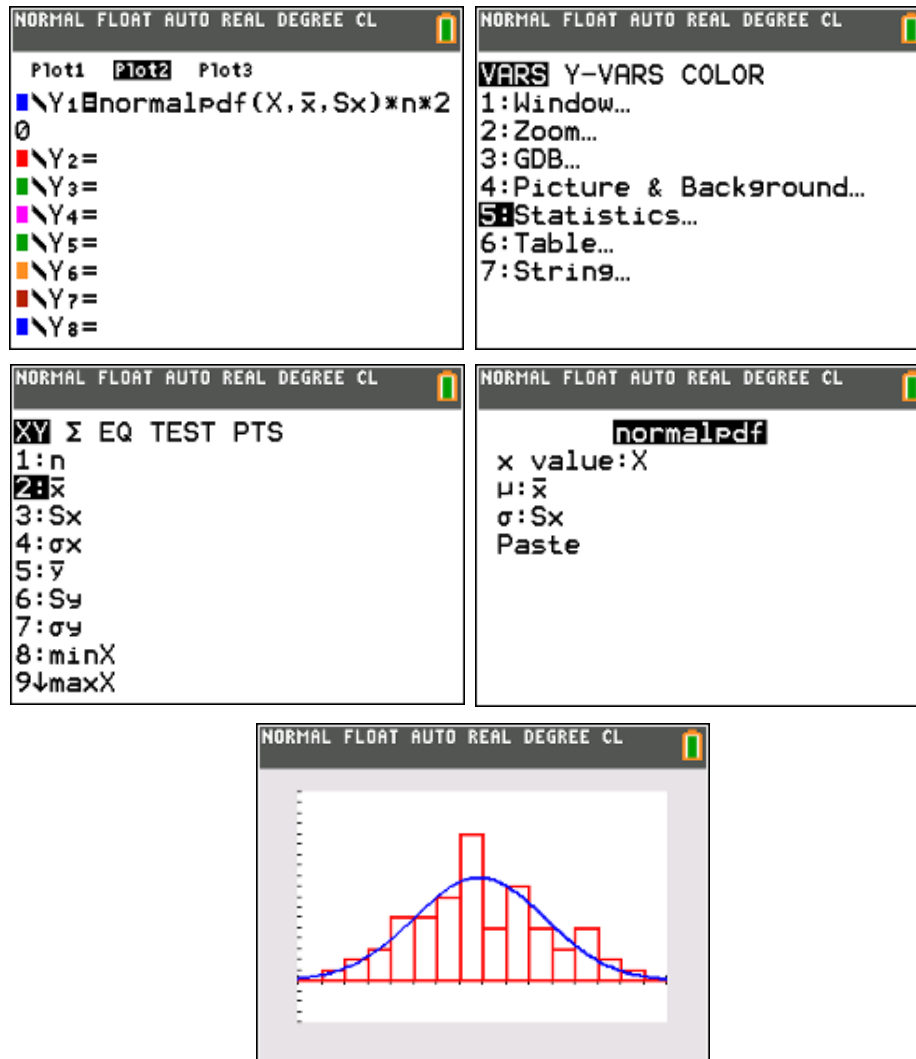 NORMAL FLOAT AUTO REAL DEGREE CL
Plot1 Plot2 Plot3
\Y₁=normalpdf(X,x̄,Sx)*n*2
0
\Y₂=
\Y₃=
\Y₄=
\Y₅=
\Y₆=
\Y₇=
\Y₈=
NORMAL FLOAT AUTO REAL DEGREE CL
VARS Y-VARS COLOR
1:Window…
2:Zoom…
3:GDB…
4:Picture & Background…
5:Statistics…
6:Table…
7:String…
NORMAL FLOAT AUTO REAL DEGREE CL
XY Σ EQ TEST PTS
1:n
2:x̄
3:Sx
4:σx
5:ȳ
6:Sy
7:σy
8:minX
9↓maxX
NORMAL FLOAT AUTO REAL DEGREE CL
normalpdf
x value:X
μ:x̄
σ:Sx
Paste
NORMAL FLOAT AUTO REAL DEGREE CL